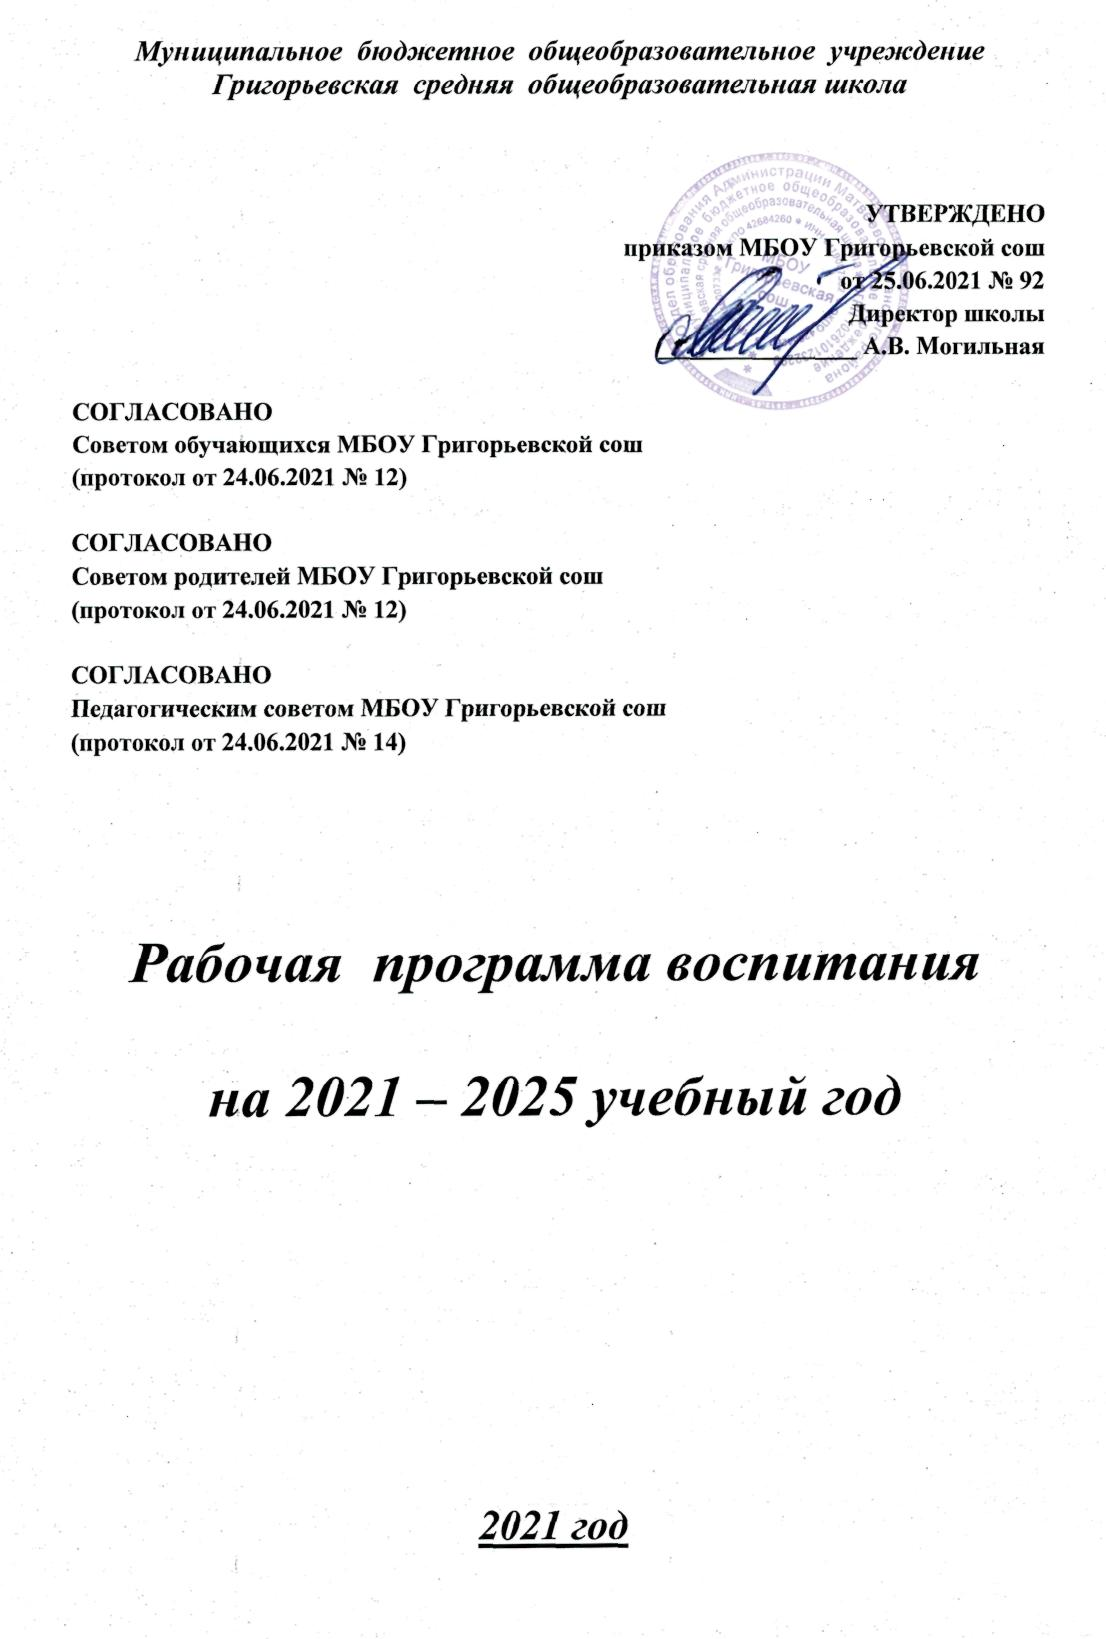 Муниципальное бюджетное общеобразовательное учреждение
Григорьевская средняя общеобразовательная школа
УТВЕРЖДЕНО
приказом МБОУ Григорьевской сош
от 25.06.2021 № 92
Директор школы
А.В. Могильная
МБОУ
Григорьевская
сош
СОГЛАСОВАНО
Советом обучающихся МБОУ Григорьевской сош
(протокол от 24.06.2021 № 12)
СОГЛАСОВАНО
Советом родителей МБОУ Григорьевской сош
(протокол от 24.06.2021 № 12)
СОГЛАСОВАНО
Педагогическим советом МБОУ Григорьевской сош
(протокол от 24.06.2021 № 14)
Рабочая программа воспитания
на 2021 – 2025 учебный год
2021 год